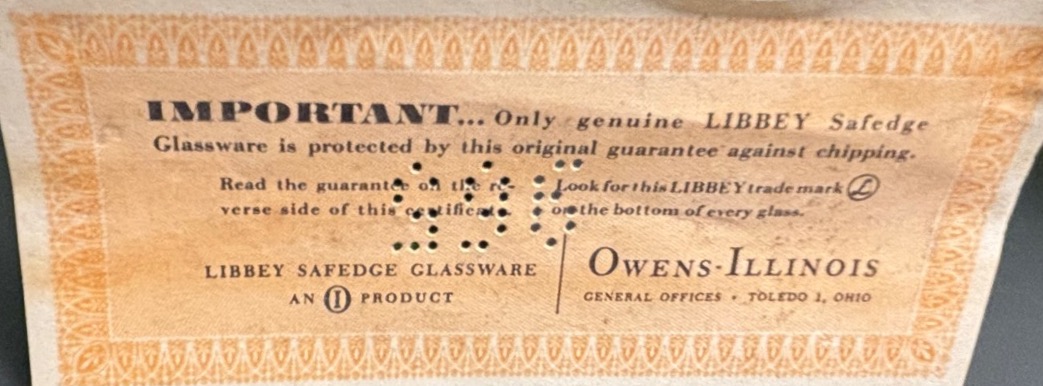 IMPORTANT... Only genuine LIBBEY Safedge
Glassware is protected by this original guarantee against chipping.
Read the guarantee on the re-
verse side of this certificate.
Look for this LIBBEY trade mark Ⓛ
on the bottom of every glass.
LIBBEY SAFEDGE GLASSWARE
AN Ⓘ PRODUCT
OWENS-ILLINOIS
GENERAL OFFICES • TOLEDO 1, OHIO